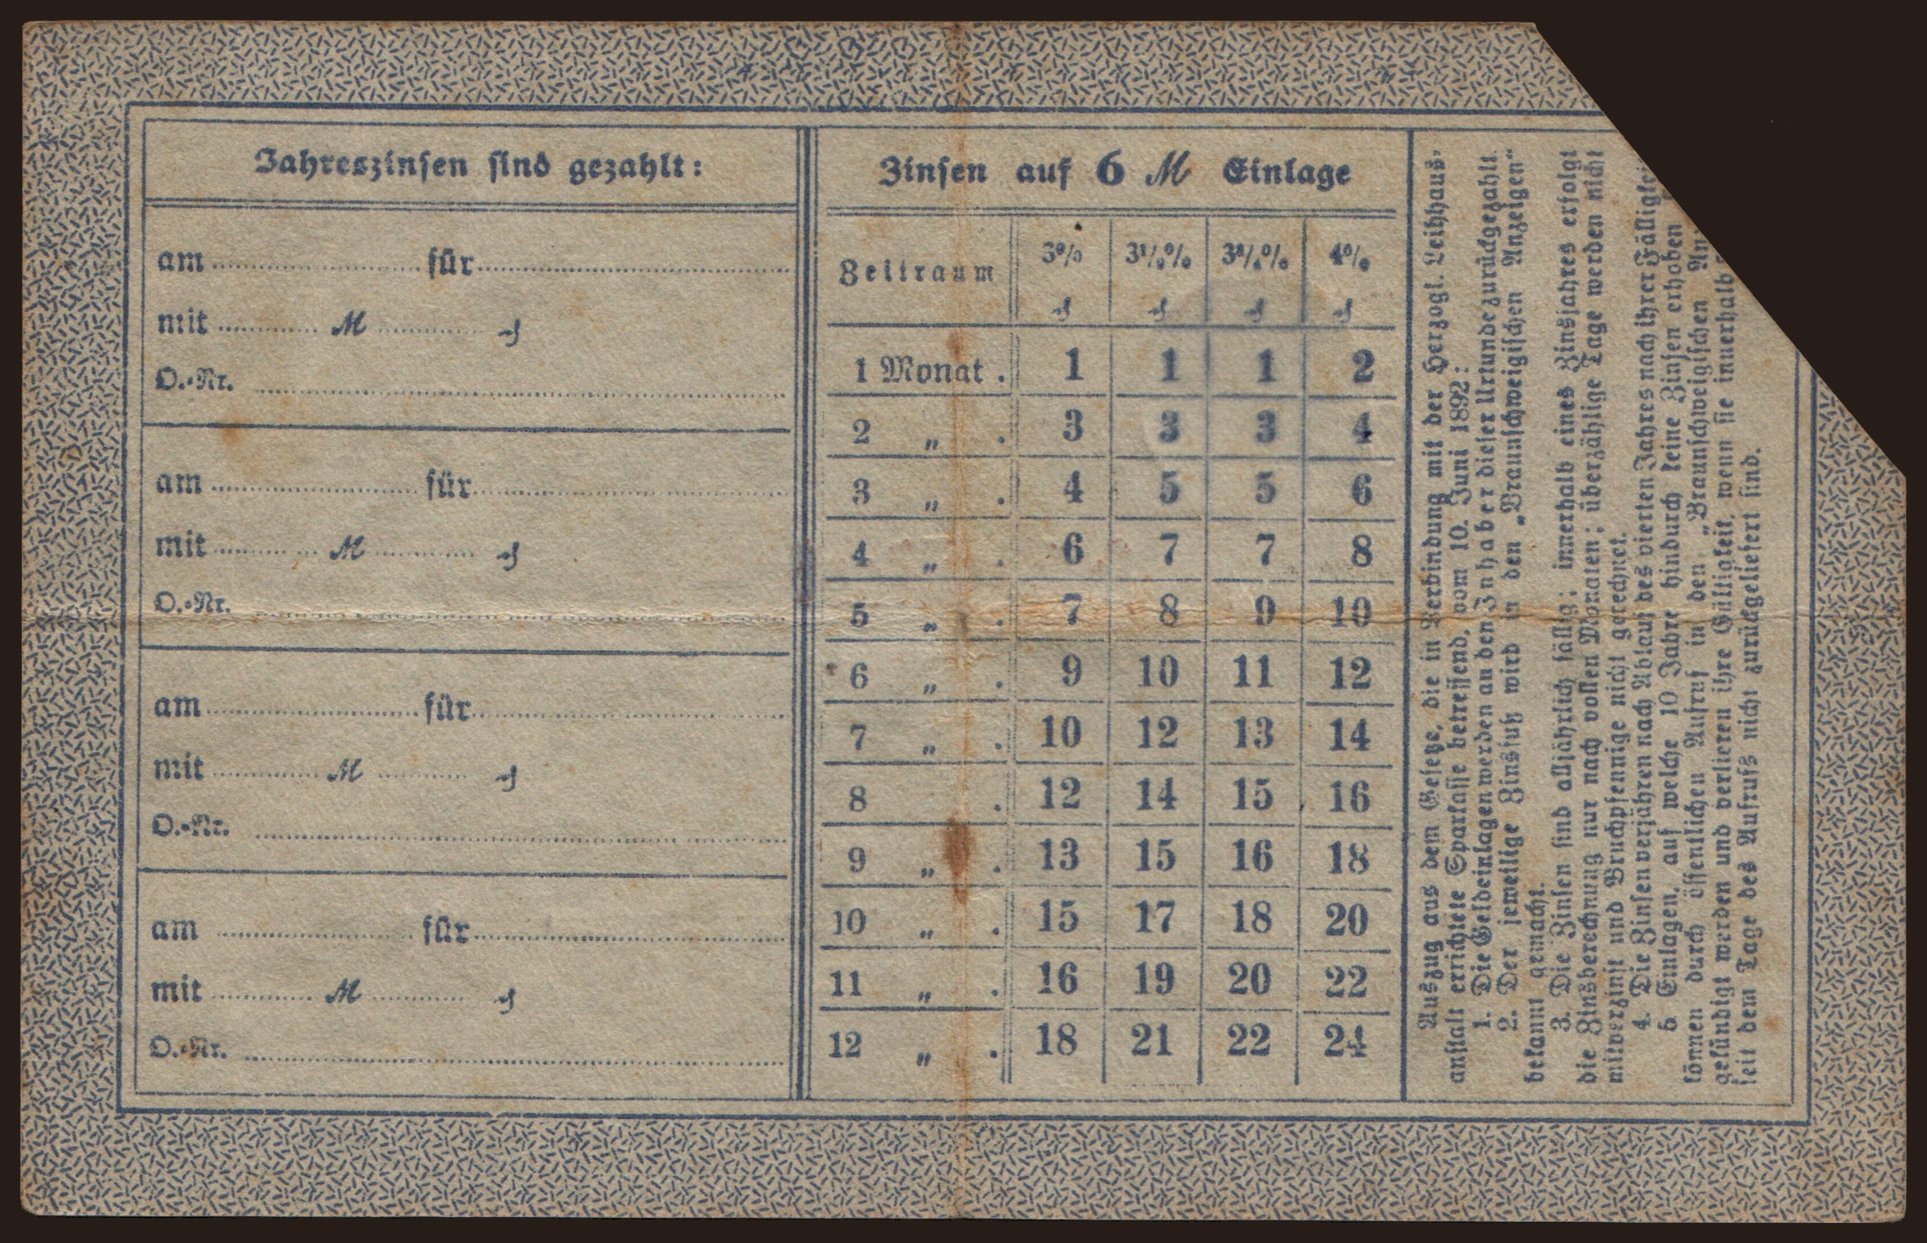 Jahreszinsen sind gezahlt:
am für
mit M ₰
O.-Nr.
am für
mit M ₰
O.-Nr.
am für
mit M ₰
O.-Nr.
am für
mit M ₰
O.-Nr.
Zinsen auf 6 M Einlage
Zeitraum 3% 3½% 3¾% 4%
₰ ₰ ₰ ₰
1 Monat . 1 1 1 2
2 „ . 3 3 3 4
3 „ . 4 5 5 6
4 „ . 6 7 7 8
5 „ . 7 8 9 10
6 „ . 9 10 11 12
7 „ . 10 12 13 14
8 . 12 14 15 16
9 „ . 13 15 16 18
10 „ . 15 17 18 20
11 „ . 16 19 20 22
12 „ . 18 21 22 24
Auszug aus dem Gesetze, die in Verbindung mit der Herzogl. Leihhaus-
anstalt errichtete Sparkasse betreffend, vom 10. Juni 1892:
1. Die Geldeinlagen werden an den Inhaber dieser Urkunde zurückgezahlt.
2. Der jeweilige Zinsfuß wird in den „Braunschweigischen Anzeigen“
bekannt gemacht.
3. Die Zinsen sind alljährlich fällig; innerhalb eines Zinsjahres erfolgt
die Zinsberechnung nur nach vollen Monaten; überzählige Tage werden nicht
mitverzinst und Bruchpfennige nicht gerechnet.
4. Die Zinsen verjähren nach Ablauf des vierten Jahres nach ihrer
5. Einlagen, auf welche 10 Jahre hindurch keine Zinsen erhoben
können durch öffentlichen Aufruf in den „Braunschweigischen
gekündigt werden und verlieren ihre Gültigkeit, wenn sie innerhalb
seit dem Tage des Aufrufs nicht zurückgeliefert sind.